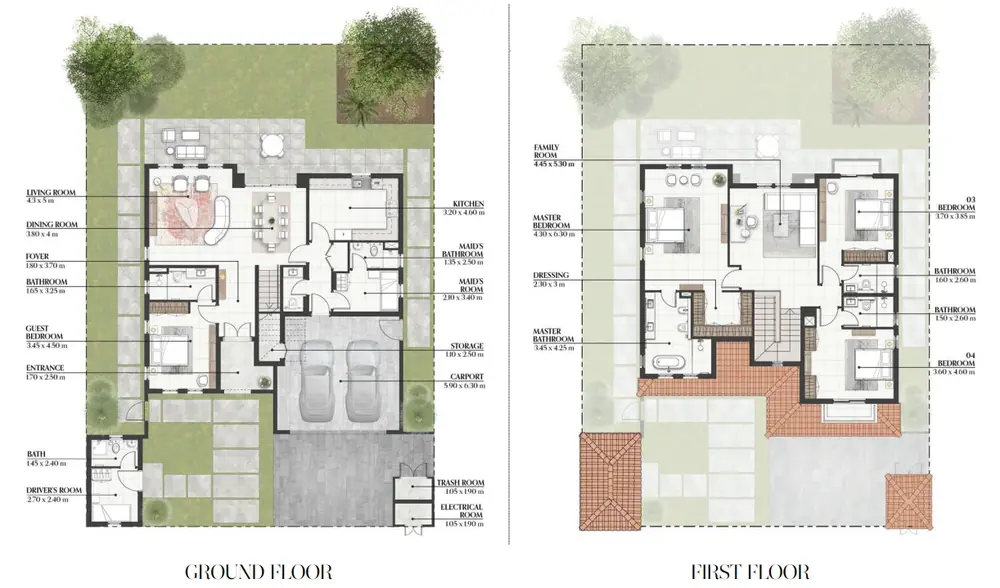 LIVING ROOM
4.3 x 5 m
DINING ROOM
3.80 x 4 m
FOYER
1.80 x 3.70 m
BATHROOM
1.65 x 3.25 m
GUEST
BEDROOM
3.45 x 4.50 m
ENTRANCE
1.70 x 2.50 m
BATH
1.45 x 2.40 m
DRIVER'S ROOM
2.70 x 2.40 m
KITCHEN
3.20 x 4.60 m
MAID'S
BATHROOM
1.35 x 2.50 m
MAID'S
ROOM
2.10 x 3.40 m
STORAGE
1.10 x 2.50 m
CARPORT
5.90 x 6.30 m
TRASH ROOM
1.05 x 1.90 m
ELECTRICAL
ROOM
1.05 x 1.90 m
GROUND FLOOR
FAMILY
ROOM
4.45 x 5.30 m
MASTER
BEDROOM
4.30 x 6.30 m
DRESSING
2.30 x 3 m
MASTER
BATHROOM
3.45 x 4.25 m
03
BEDROOM
3.70 x 3.85 m
BATHROOM
1.60 x 2.60 m
BATHROOM
1.50 x 2.60 m
04
BEDROOM
3.60 x 4.60 m
FIRST FLOOR